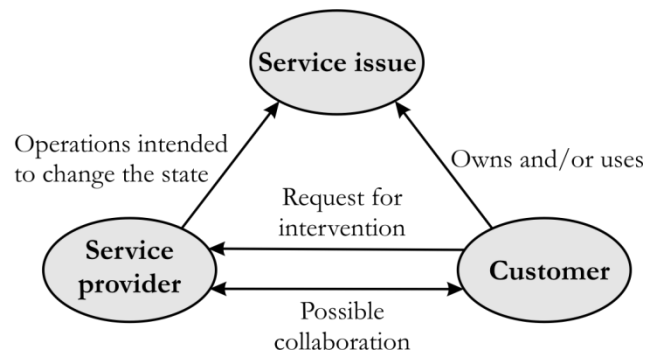 Service issue
Operations intended
to change the state
Owns and/or uses
Request for
intervention
Service
provider
Customer
Possible
collaboration